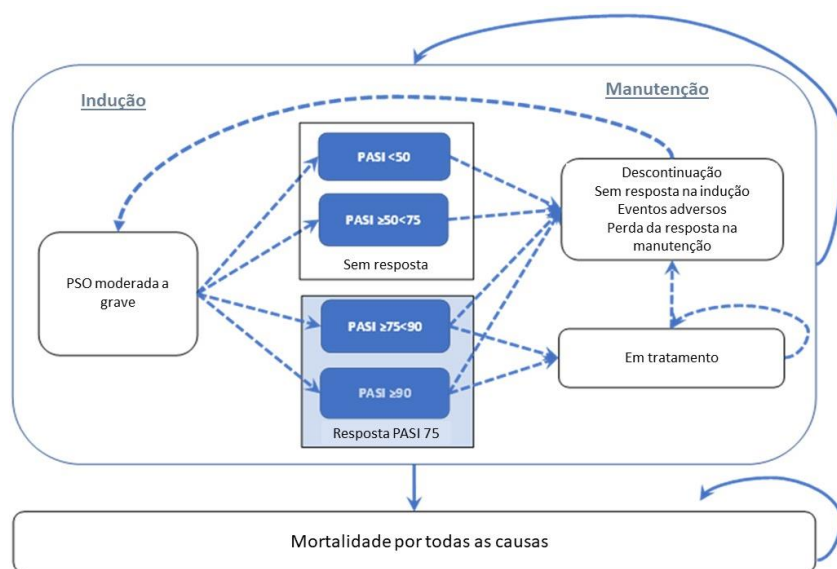 Indução
Manutenção
PASI <50
PASI ≥50<75
Sem resposta
PSO moderada a
grave
PASI ≥75<90
PASI ≥90
Resposta PASI 75
Descontinuação
Sem resposta na indução
Eventos adversos
Perda da resposta na
manutenção
Em tratamento
Mortalidade por todas as causas